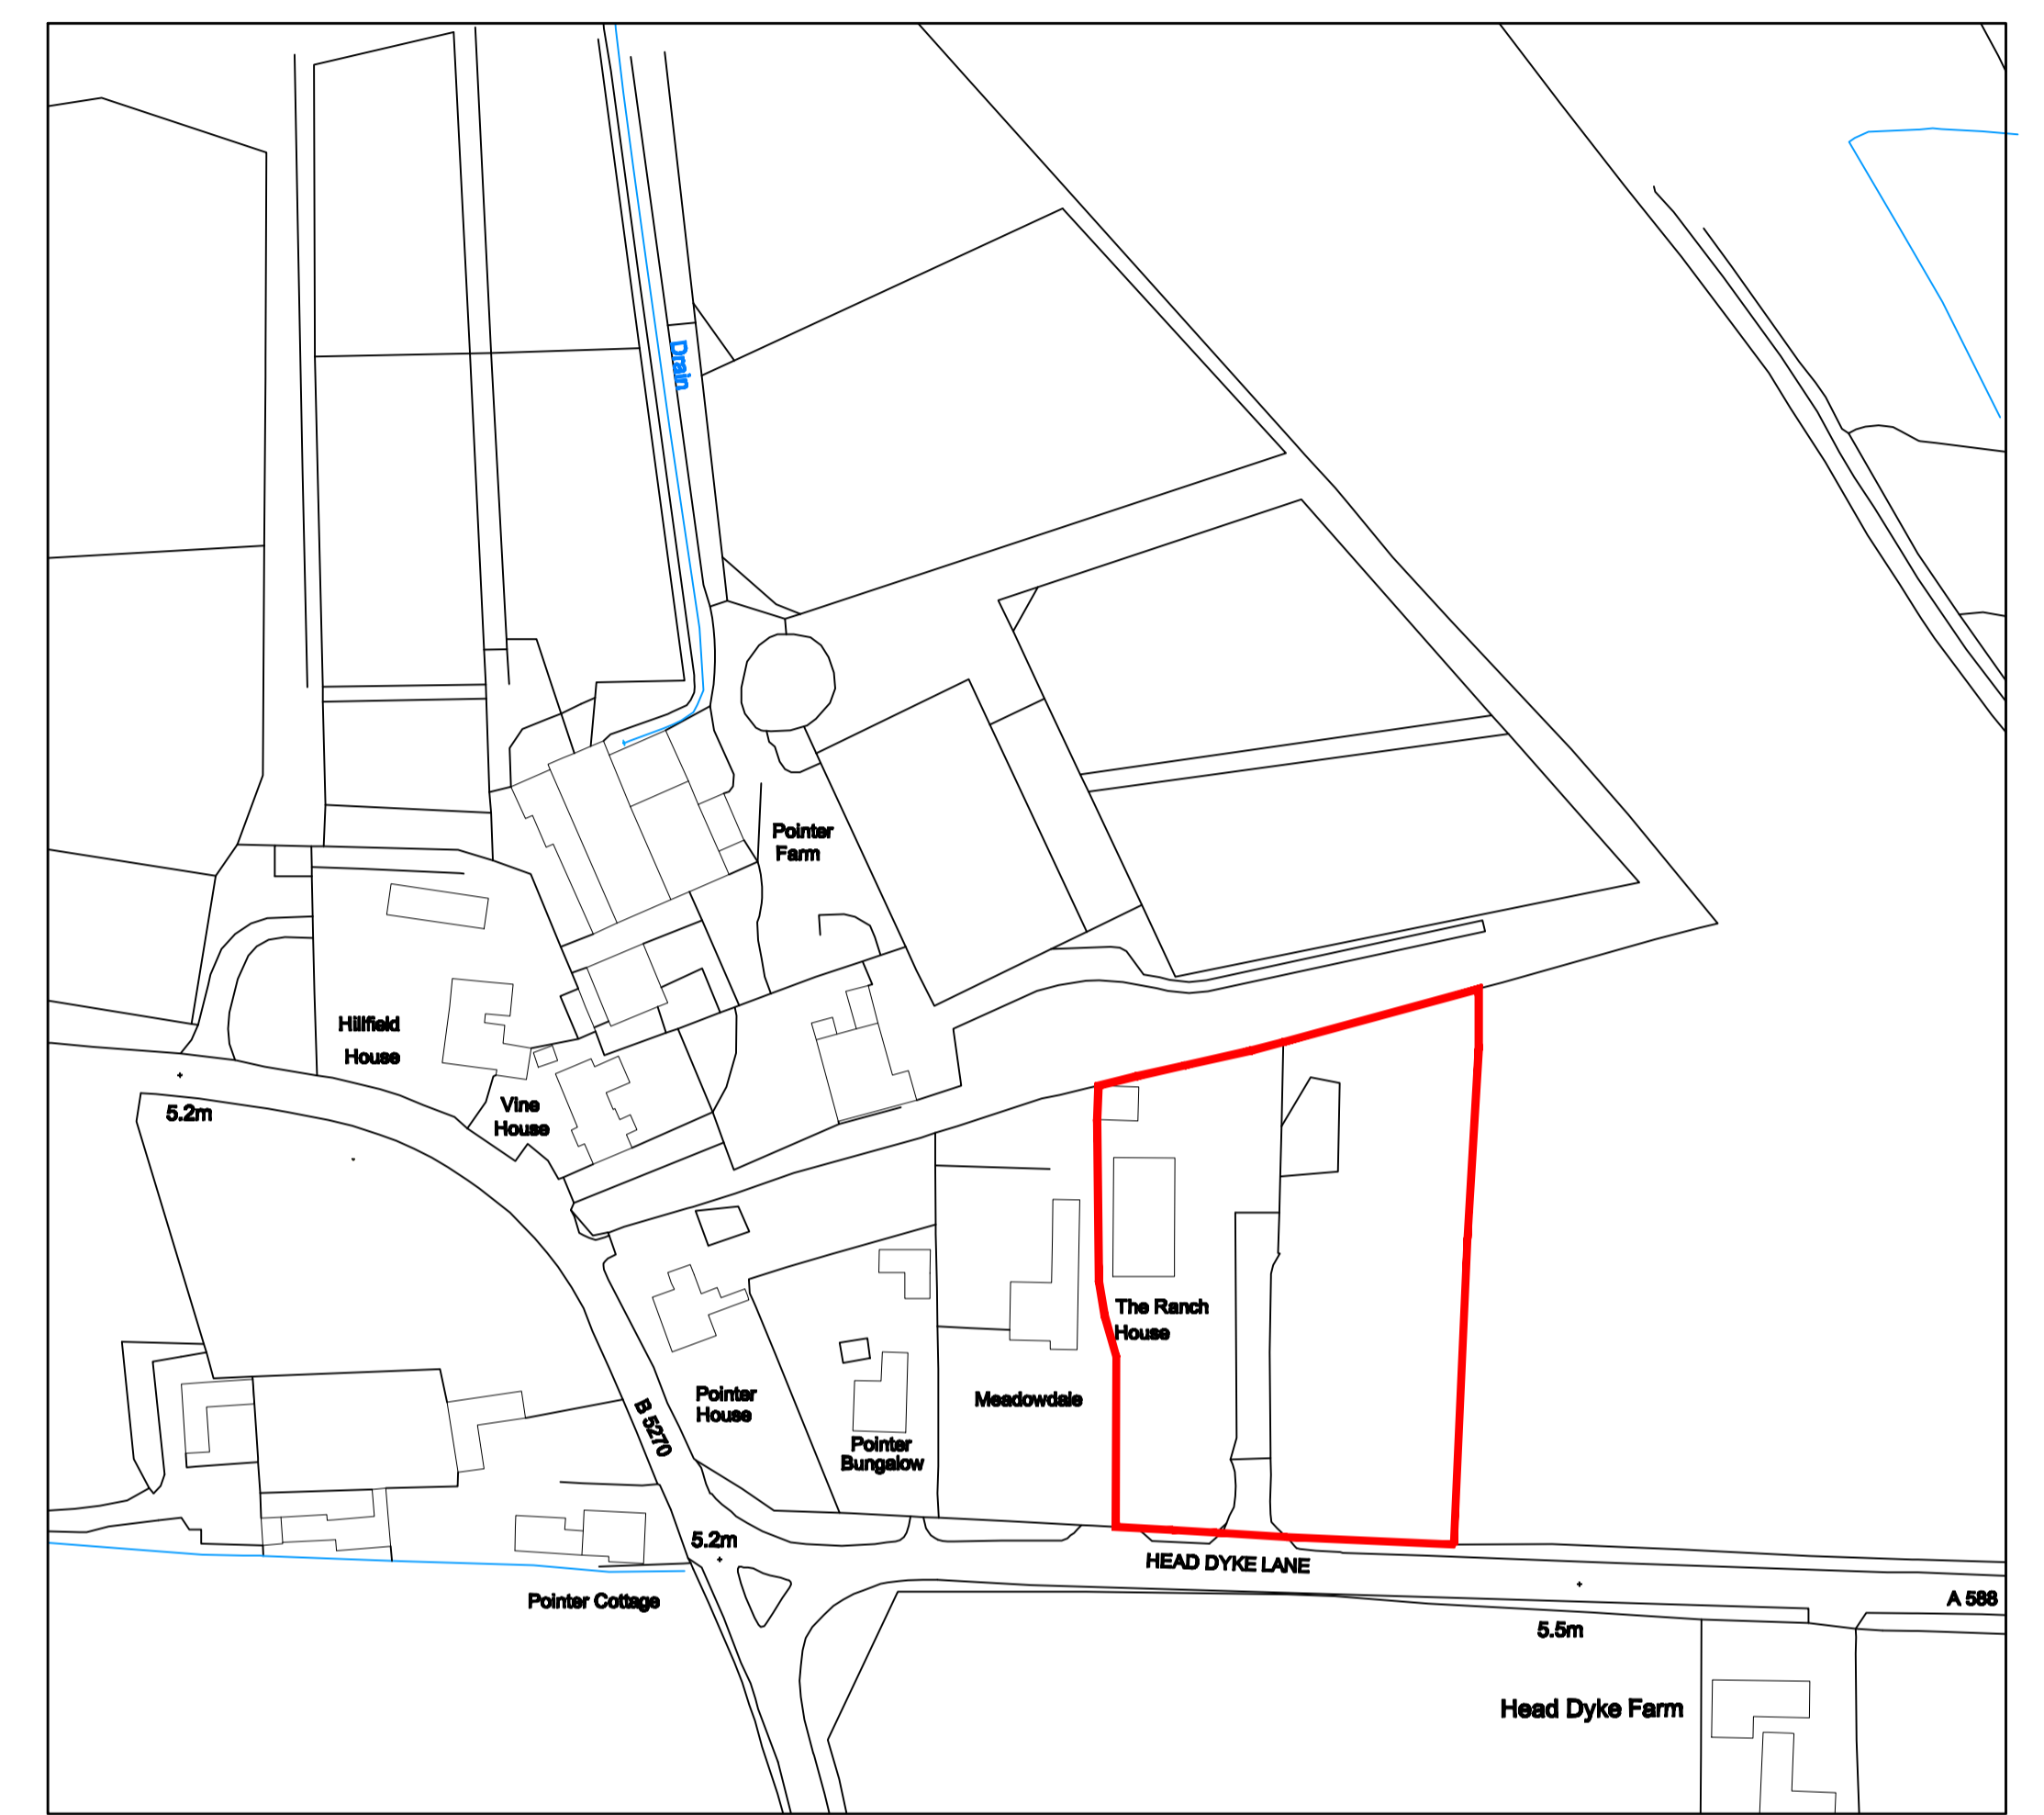 Drain
Pointer
Farm
Hillfield
House
5.2m
Vine
House
The Ranch
House
Pointer
House
B 5270
Meadowdale
Pointer
Bungalow
5.2m
HEAD DYKE LANE
Pointer Cottage
A 588
5.5m
Head Dyke Farm